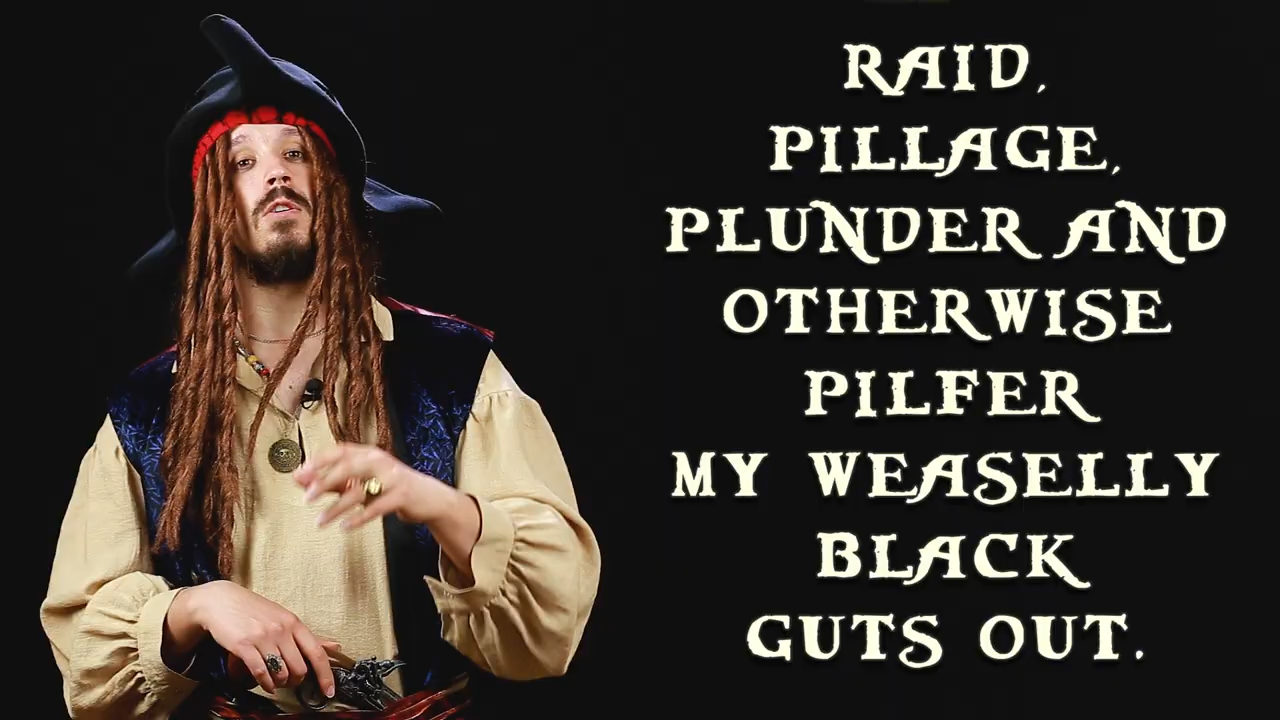 RAID,
PILLAGE,
PLUNDER AND
OTHERWISE
PILFER
MY WEASELLY
BLACK
GUTS OUT.